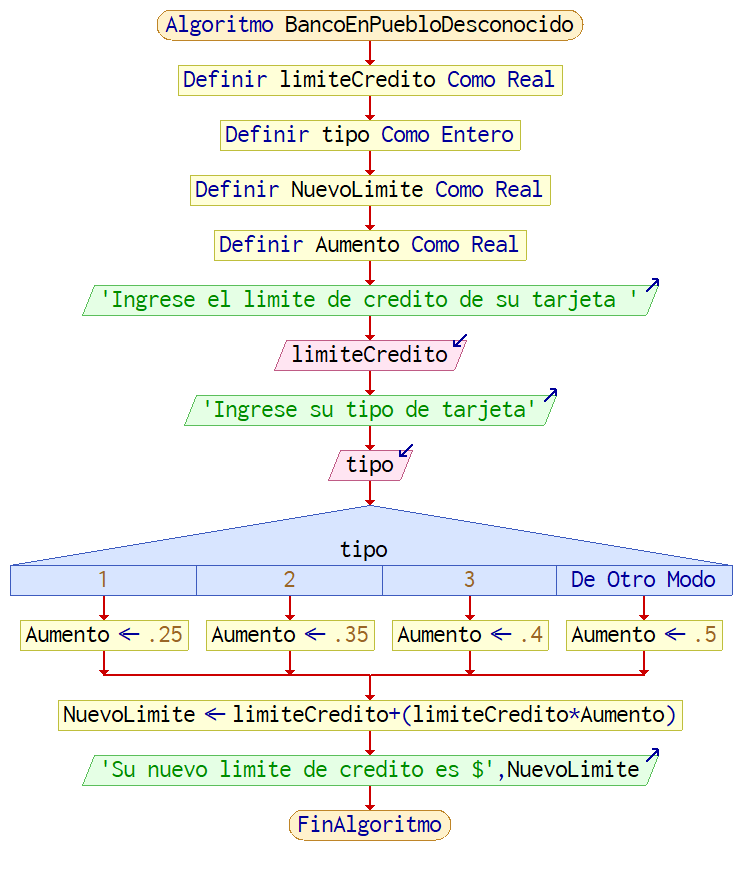 Algoritmo BancoEnPuebloDesconocido
Definir limiteCredito Como Real
Definir tipo Como Entero
Definir NuevoLimite Como Real
Definir Aumento Como Real
'Ingrese el limite de credito de su tarjeta '
limiteCredito
'Ingrese su tipo de tarjeta'
tipo
tipo
1 2 3 De Otro Modo
Aumento ← .25 Aumento ← .35 Aumento ← .4 Aumento ← .5
NuevoLimite ← limiteCredito+(limiteCredito*Aumento)
'Su nuevo limite de credito es $',NuevoLimite
FinAlgoritmo